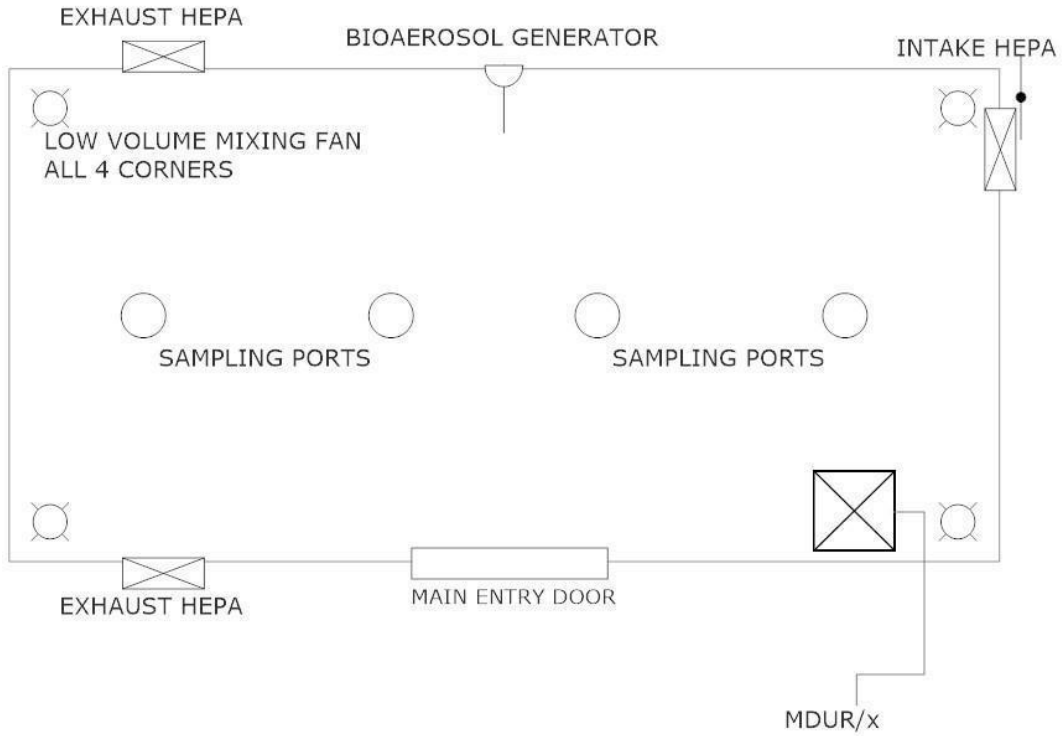 EXHAUST HEPA
BIOAEROSOL GENERATOR
INTAKE HEPA
LOW VOLUME MIXING FAN
ALL 4 CORNERS
SAMPLING PORTS
SAMPLING PORTS
EXHAUST HEPA
MAIN ENTRY DOOR
MDUR/x